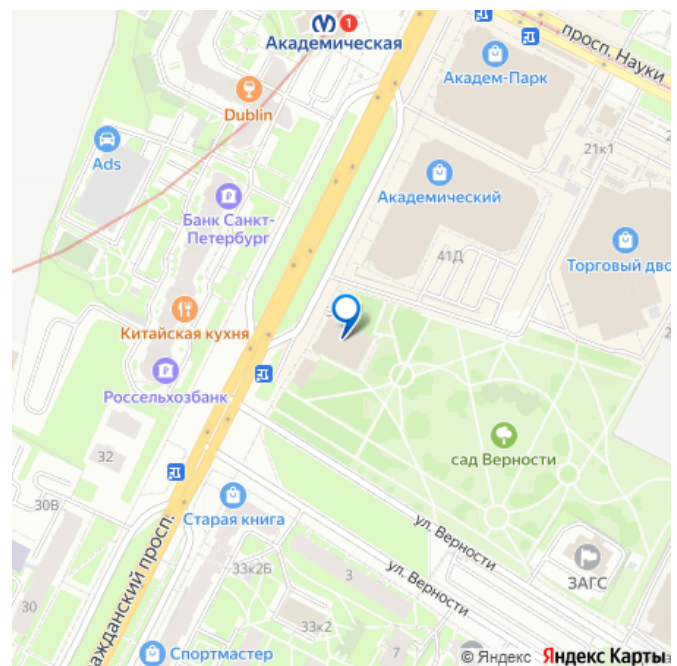 1
Академическая
просп. Науки
Академ-Парк
Dublin
21к1
Ads
Академический
Банк Санкт-
Петербург
41Д
Торговый дво
Китайская кухня
Россельхозбанк
сад Верности
32
30В
Старая книга
ул. Верности
ул. Верности
33к2Б
3
ЗАГС
ажданский просп.
30
33к2
7
Спортмастер
© Яндекс Яндекс Карты